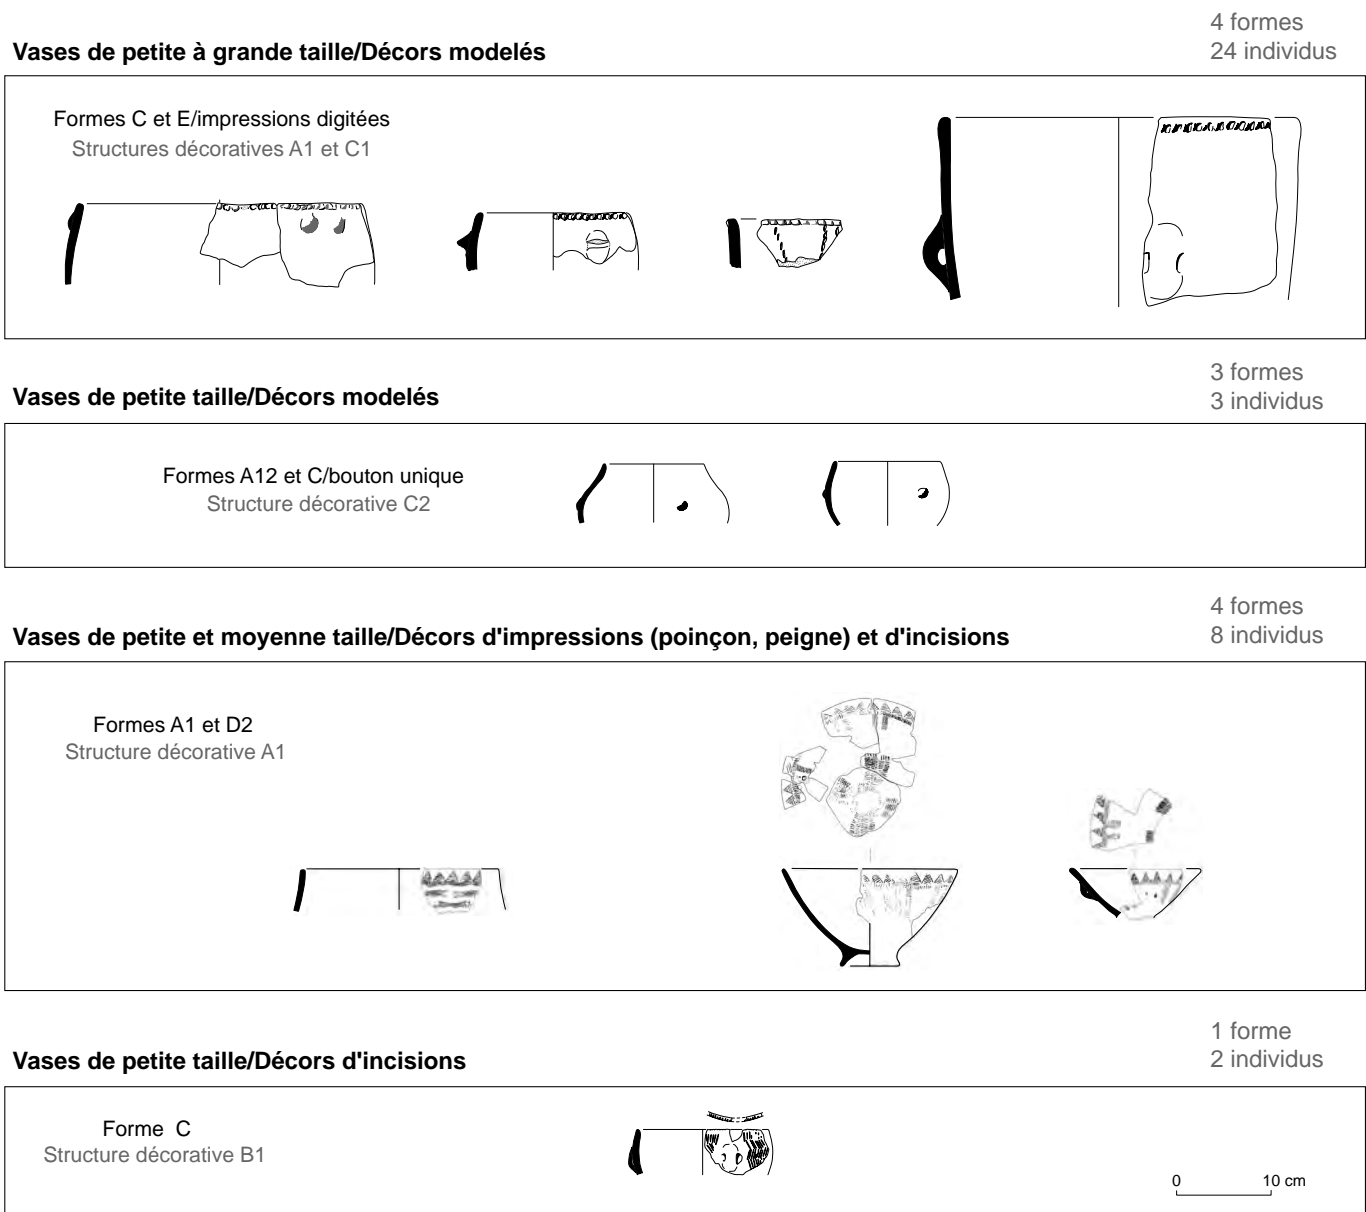 4 formes
24 individus
Vases de petite à grande taille/Décors modelés
Formes C et E/impressions digitées
Structures décoratives A1 et C1
3 formes
3 individus
Vases de petite taille/Décors modelés
Formes A12 et C/bouton unique
Structure décorative C2
4 formes
8 individus
Vases de petite et moyenne taille/Décors d'impressions (poinçon, peigne) et d'incisions
Formes A1 et D2
Structure décorative A1
1 forme
2 individus
Vases de petite taille/Décors d'incisions
Forme C
Structure décorative B1
0 10 cm